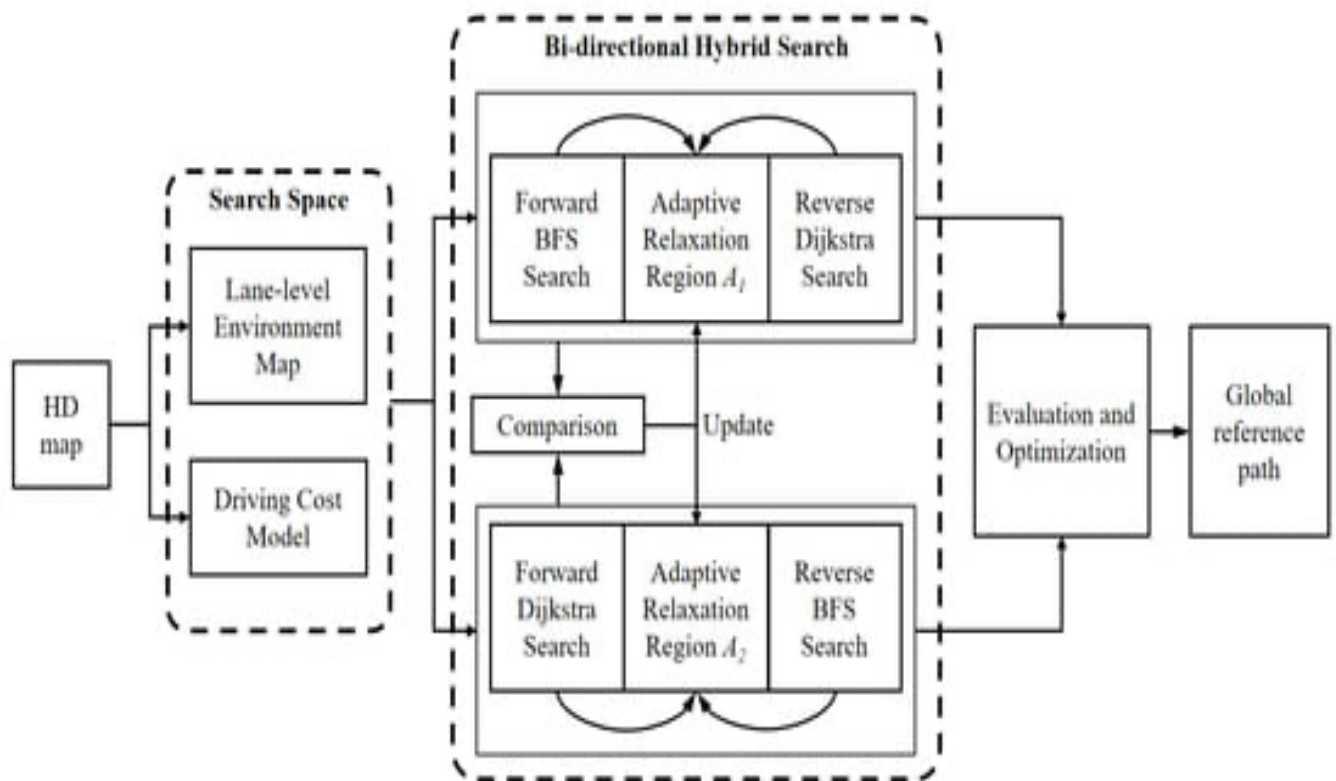 HD
map
Search Space
Lane-level
Environment
Map
Driving Cost
Model
Bi-directional Hybrid Search
Forward
BFS
Search
Adaptive
Relaxation
Region A1
Reverse
Dijkstra
Search
Comparison
Update
Forward
Dijkstra
Search
Adaptive
Relaxation
Region A2
Reverse
BFS
Search
Evaluation and
Optimization
Global
reference
path